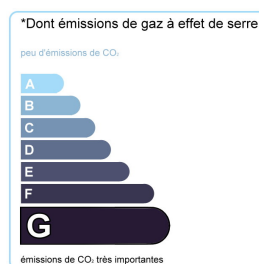 *Dont émissions de gaz à effet de serre
peu d'émissions de CO₂
A
B
C
D
E
F
G
émissions de CO₂ très importantes